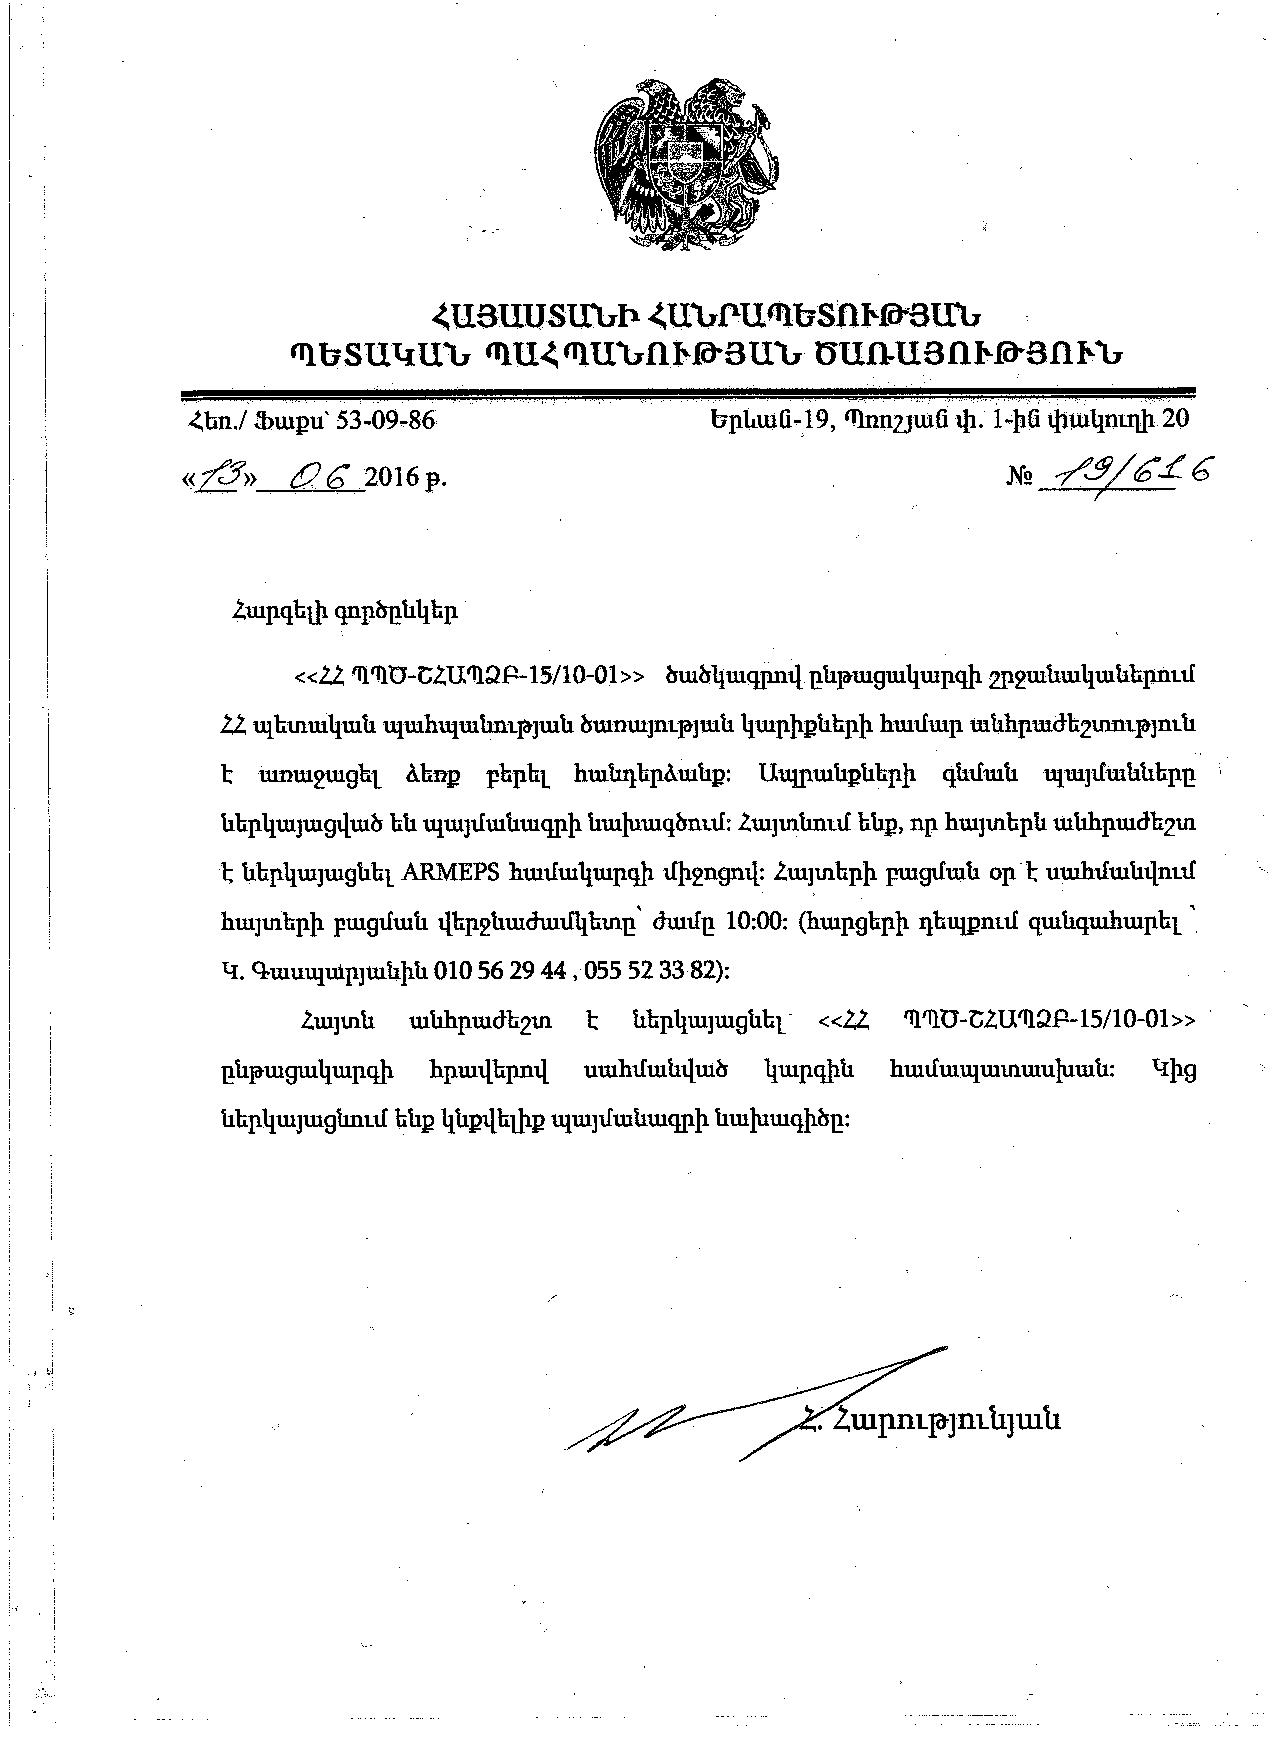 ՀԱՅԱՍՏԱՆԻ ՀԱՆՐԱՊԵՏՈՒԹՅԱՆ
ՊԵՏԱԿԱՆ ՊԱՀՊԱՆՈՒԹՅԱՆ ԾԱՌԱՅՈՒԹՅՈՒՆ
Հեռ./ Ֆաքս՝ 53-09-86 Երևան-19, Պռոշյան փ. 1-ին փակուղի 20
«13» 06 2016 թ. № 19/616
Հարգելի գործընկեր
<<ՀՀ ՊՊԾ-ՇՀԱՊՁԲ-15/10-01>> ծածկագրով ընթացակարգի շրջանականերում
ՀՀ պետական պահպանության ծառայության կարիքների համար անհրաժեշտություն
է առաջացել ձեռք բերել հանդերձանք: Ապրանքների գնման պայմանները
ներկայացված են պայմանագրի նախագծում: Հայտնում ենք, որ հայտերն անհրաժեշտ
է ներկայացնել ARMEPS համակարգի միջոցով: Հայտերի բացման օր է սահմանվում
հայտերի բացման վերջնաժամկետը՝ ժամը 10:00: (հարցերի դեպքում զանգահարել ՝
Կ. Գասպարյանին 010 56 29 44 , 055 52 33 82):
Հայտն անհրաժեշտ է ներկայացնել <<ՀՀ ՊՊԾ-ՇՀԱՊՁԲ-15/10-01>>
ընթացակարգի հրավերով սահմանված կարգին համապատասխան: Կից
ներկայացնում ենք կնքվելիք պայմանագրի նախագիծը:
Հ. Հարությունյան